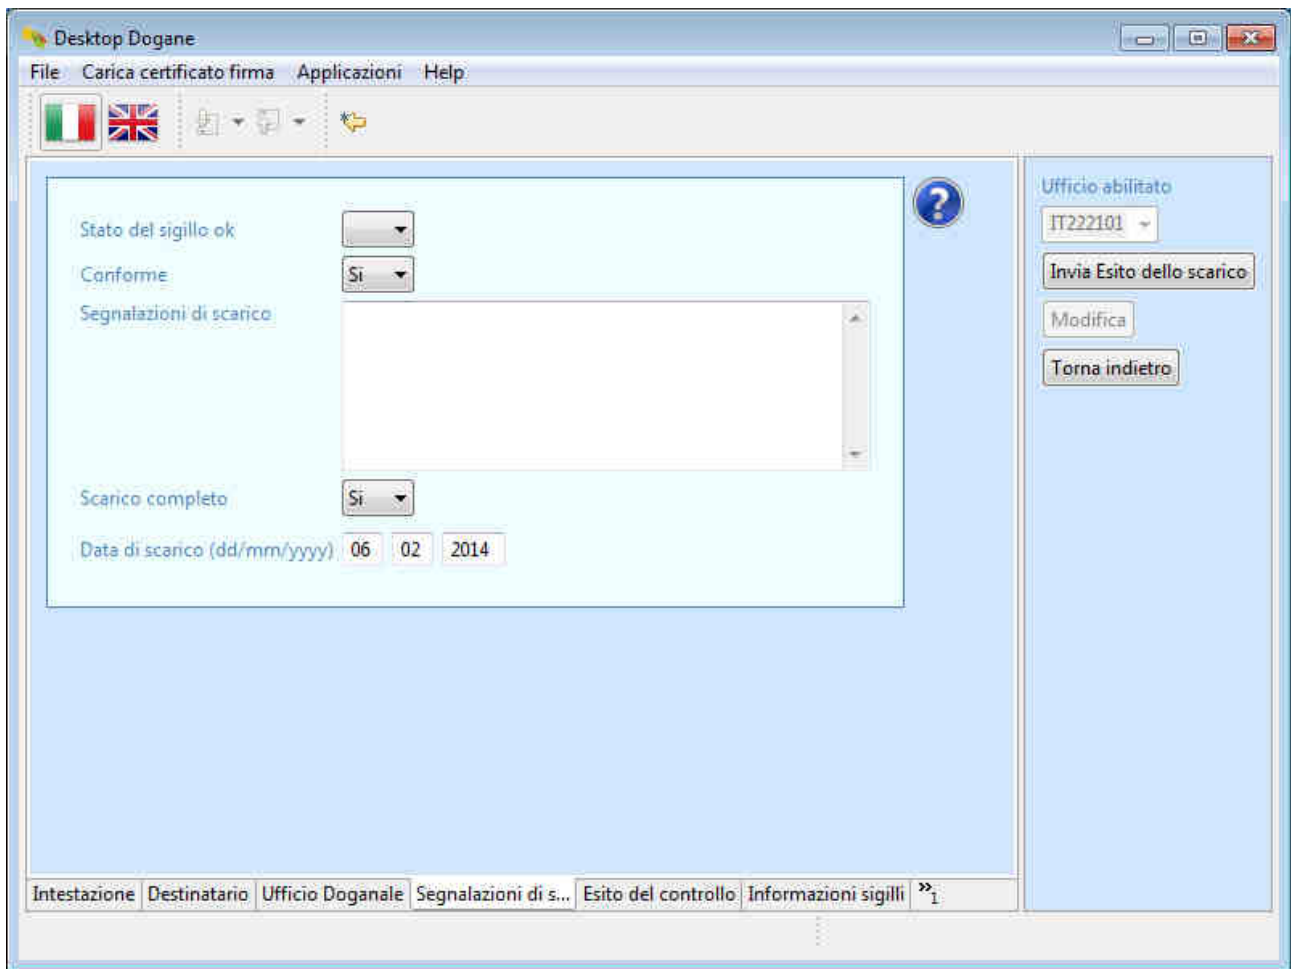 Desktop Dogane
File Carica certificato firma Applicazioni Help
Ufficio abilitato
IT222101
Invia Esito dello scarico
Modifica
Torna indietro
?
Stato del sigillo ok
Conforme Si
Segnalazioni di scarico
Scarico completo Si
Data di scarico (dd/mm/yyyy) 06 02 2014
Intestazione Destinatario Ufficio Doganale Segnalazioni di s... Esito del controllo Informazioni sigilli »1